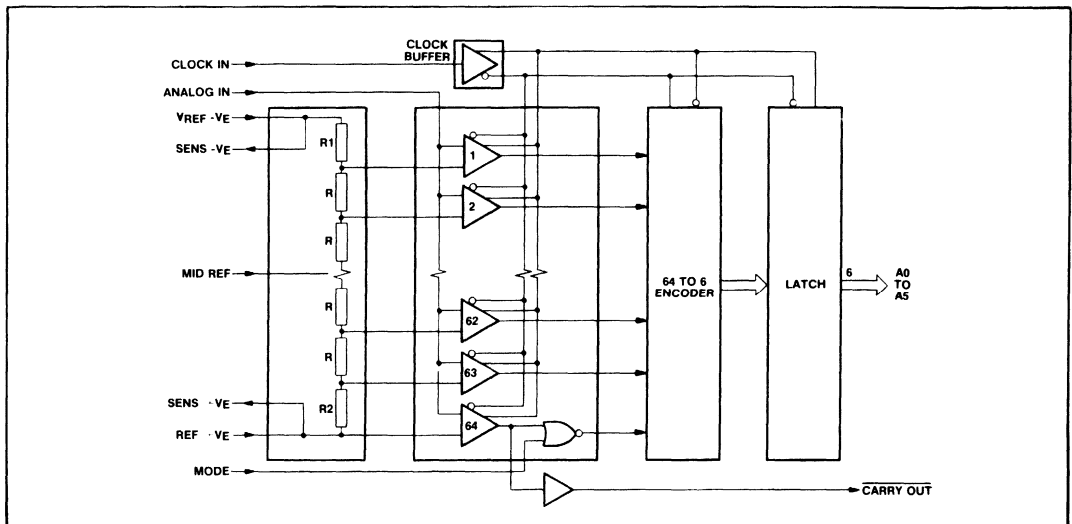 CLOCK
BUFFER
CLOCK IN
ANALOG IN
VREF -VE
SENS -VE
R1
R
R
MID REF
R
R
R2
SENS -VE
REF -VE
MODE
1
2
62
63
64
64 TO 6
ENCODER
LATCH
6
A0
TO
A5
CARRY OUT